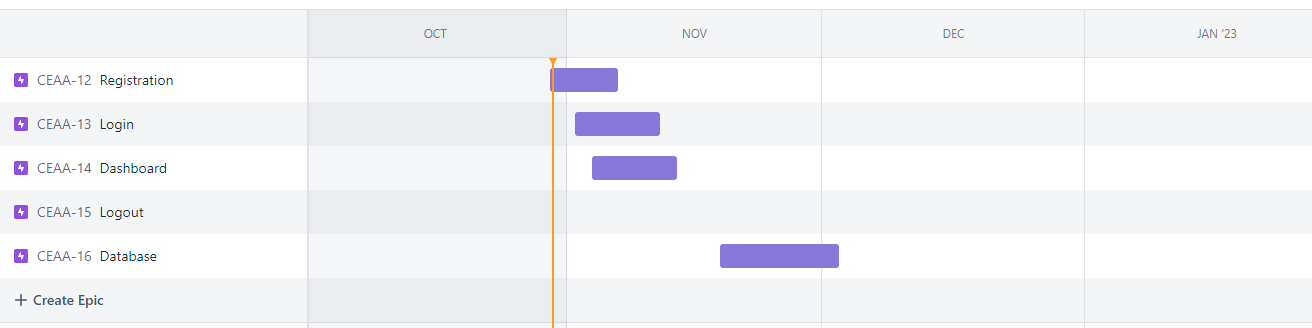 OCT NOV DEC JAN '23
CEAA-12 Registration
CEAA-13 Login
CEAA-14 Dashboard
CEAA-15 Logout
CEAA-16 Database
+ Create Epic